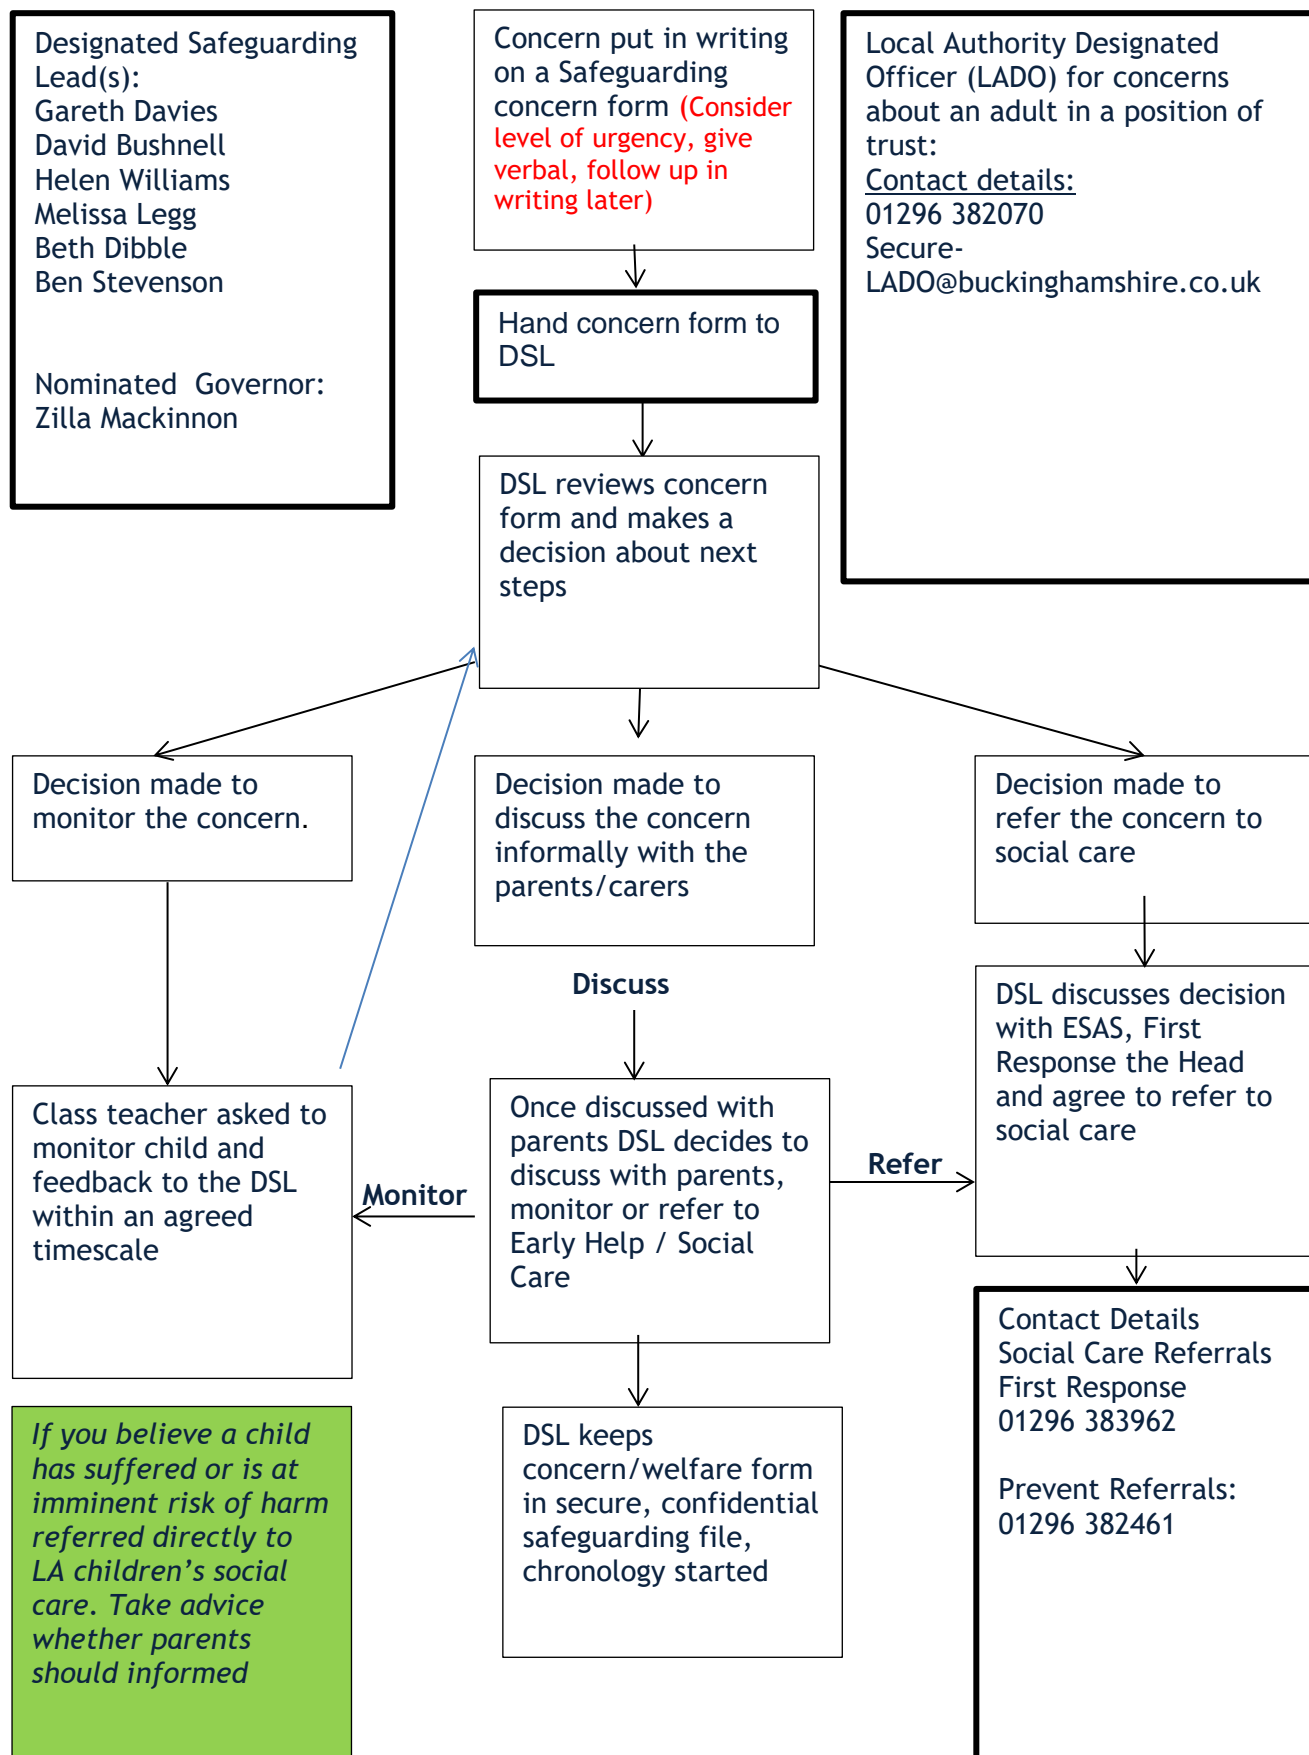 Designated Safeguarding
Lead(s):
Gareth Davies
David Bushnell
Helen Williams
Melissa Legg
Beth Dibble
Ben Stevenson
Nominated Governor:
Zilla Mackinnon
Concern put in writing
on a Safeguarding
concern form (Consider
level of urgency, give
verbal, follow up in
writing later)
Local Authority Designated
Officer (LADO) for concerns
about an adult in a position of
trust:
Contact details:
01296 382070
Secure-
LADO@buckinghamshire.co.uk
Hand concern form to
DSL
DSL reviews concern
form and makes a
decision about next
steps
Decision made to
monitor the concern.
Decision made to
discuss the concern
informally with the
parents/carers
Decision made to
refer the concern to
social care
Discuss
DSL discusses decision
with ESAS, First
Response the Head
and agree to refer to
social care
Class teacher asked to
monitor child and
feedback to the DSL
within an agreed
timescale
Monitor
Once discussed with
parents DSL decides to
discuss with parents,
monitor or refer to
Early Help / Social
Care
Refer
Contact Details
Social Care Referrals
First Response
01296 383962
Prevent Referrals:
01296 382461
If you believe a child
has suffered or is at
imminent risk of harm
referred directly to
LA children’s social
care. Take advice
whether parents
should informed
DSL keeps
concern/welfare form
in secure, confidential
safeguarding file,
chronology started